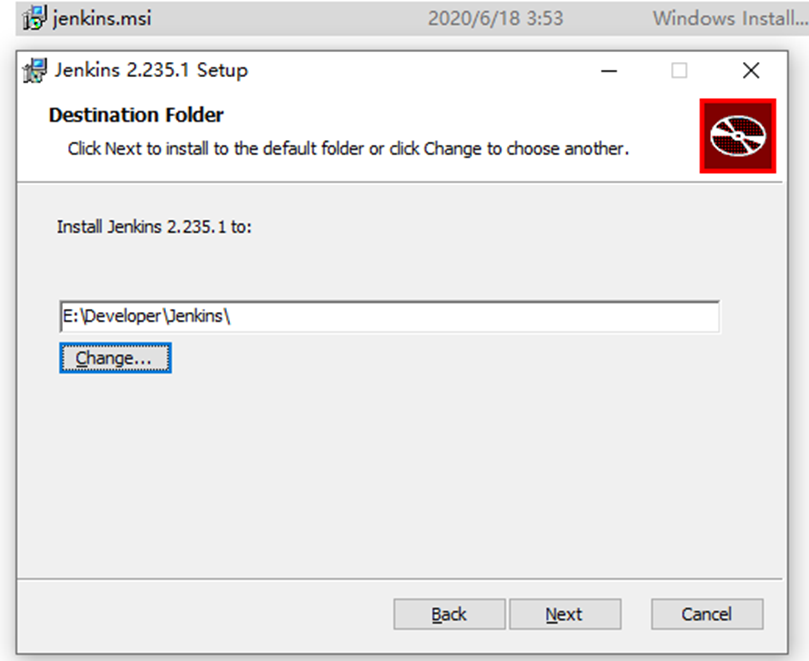 jenkins.msi 2020/6/18 3:53 Windows Install...
Jenkins 2.235.1 Setup
Destination Folder
Click Next to install to the default folder or click Change to choose another.
Install Jenkins 2.235.1 to:
E:\Developer\Jenkins\
Change...
Back Next Cancel